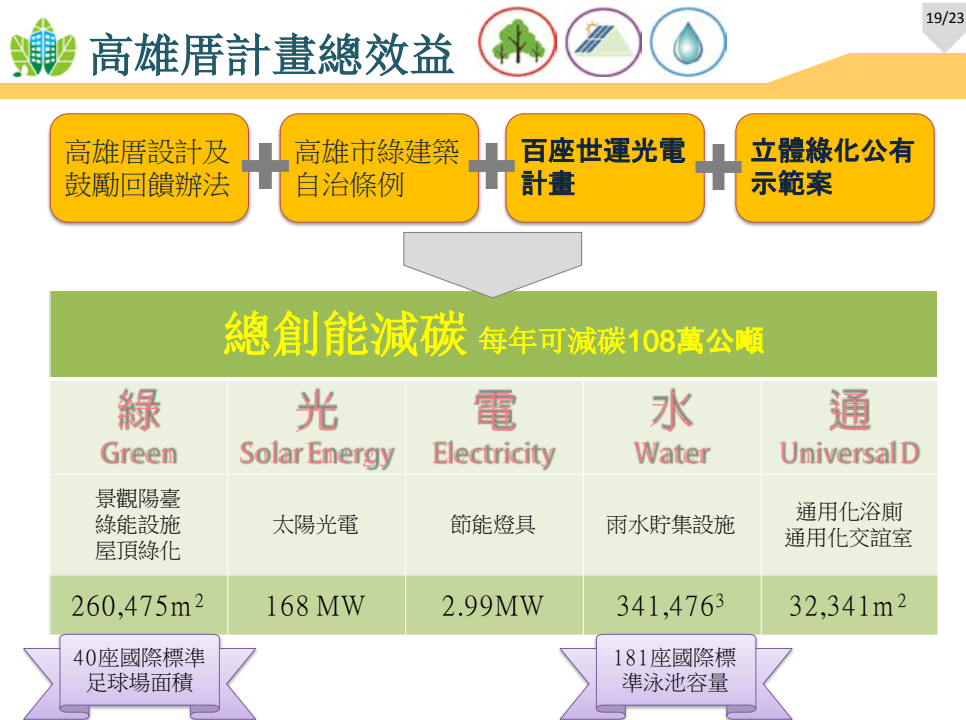 19/23
高雄厝計畫總效益
高雄厝設計及
鼓勵回饋辦法
高雄市綠建築
自治條例
百座世運光電
計畫
立體綠化公有
示範案
總創能減碳 每年可減碳108萬公噸
綠
Green
光
Solar Energy
電
Electricity
水
Water
通
Universal D
景觀陽臺
綠能設施
屋頂綠化
太陽光電
節能燈具
雨水貯集設施
通用化浴廁
通用化交誼室
260,475m²
168 MW
2.99MW
341,476³
32,341m²
40座國際標準
足球場面積
181座國際標
準泳池容量